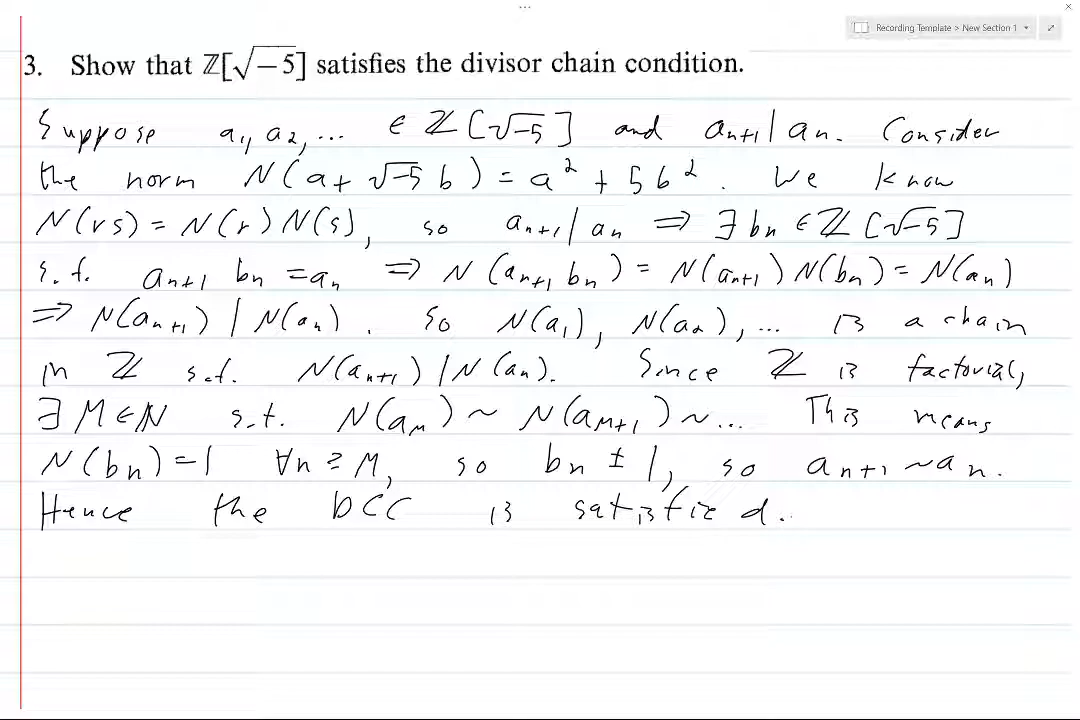 Recording Template > New Section 1
3. Show that ℤ[√−5] satisfies the divisor chain condition.
Suppose a₁, a₂, ... ∈ ℤ[√-5] and aₙ₊₁ | aₙ. Consider
the norm N(a + √-5 b) = a² + 5b². We know
N(rs) = N(r)N(s), so aₙ₊₁ | aₙ ⇒ ∃ bₙ ∈ ℤ[√-5]
s.t. aₙ₊₁ bₙ = aₙ ⇒ N(aₙ₊₁ bₙ) = N(aₙ₊₁) N(bₙ) = N(aₙ)
⇒ N(aₙ₊₁) | N(aₙ). So N(a₁), N(a₂), ... is a chain
in ℤ s.t. N(aₙ₊₁) | N(aₙ). Since ℤ is factorial,
∃ M ∈ ℕ s.t. N(a_M) ~ N(a_{M+1}) ~ ... This means
N(bₙ) = 1 ∀n ≥ M, so bₙ ± 1, so aₙ₊₁ ~ aₙ.
Hence the DCC is satisfied.